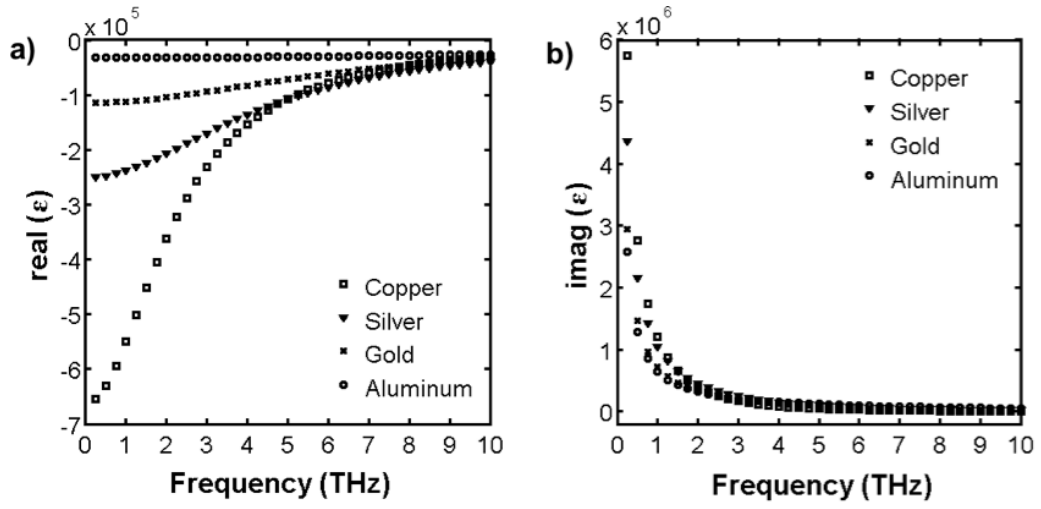 a)
x 10^5
0
-1
-2
-3
-4
-5
-6
-7
real (ε)
Copper
Silver
Gold
Aluminum
0 1 2 3 4 5 6 7 8 9 10
Frequency (THz)
b)
x 10^6
6
5
4
3
2
1
0
imag (ε)
Copper
Silver
Gold
Aluminum
0 1 2 3 4 5 6 7 8 9 10
Frequency (THz)